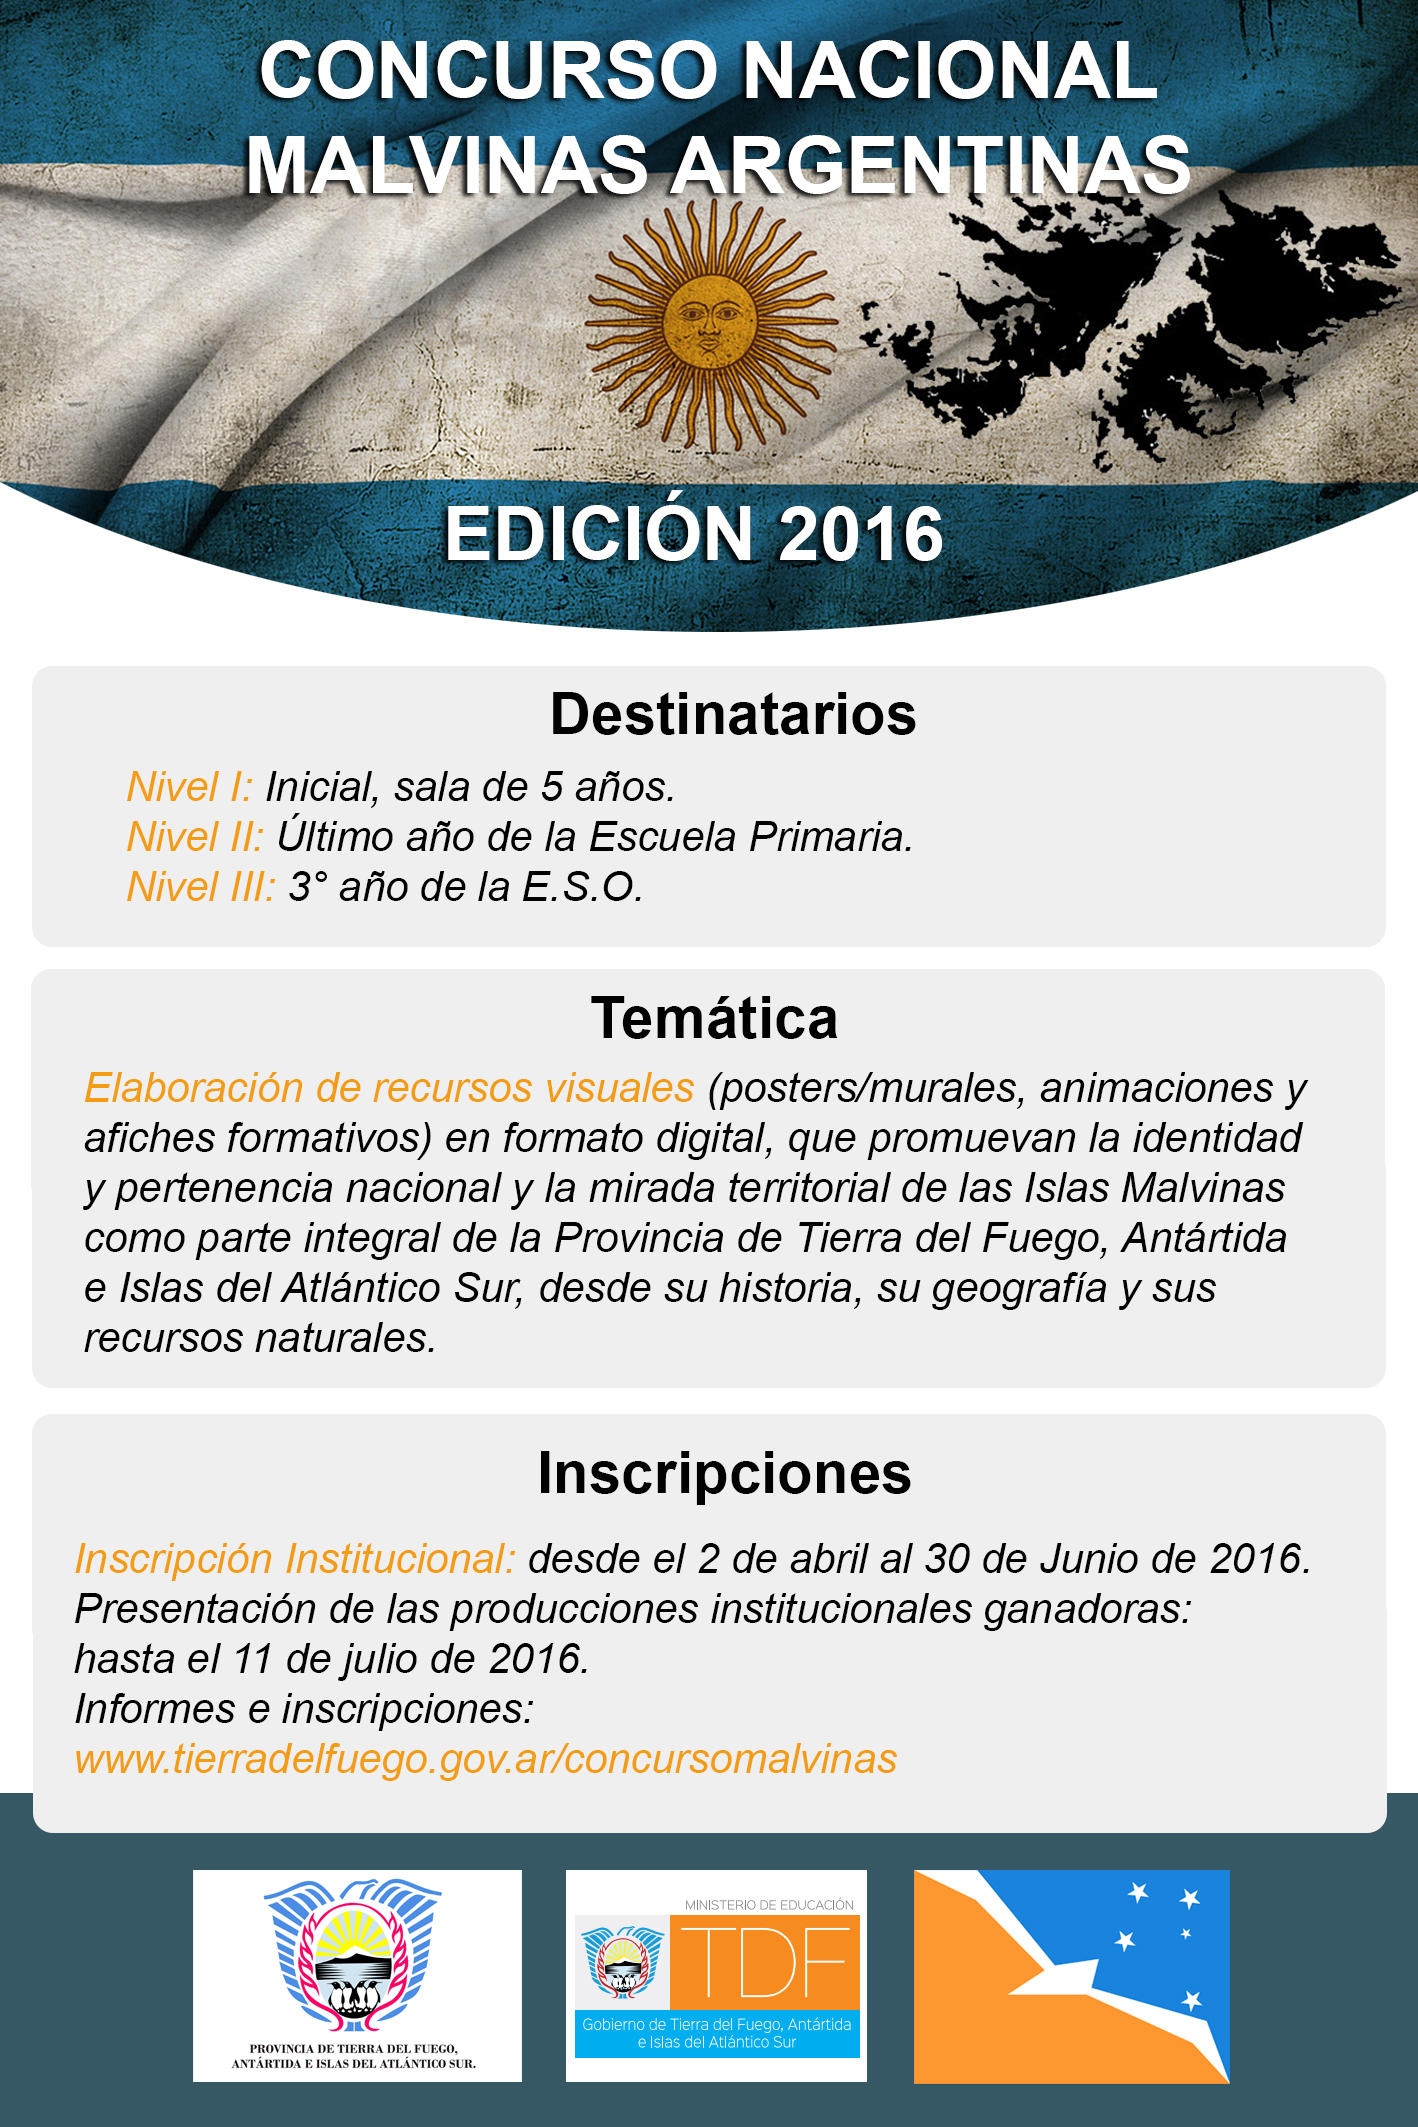 CONCURSO NACIONAL
MALVINAS ARGENTINAS
EDICIÓN 2016
Destinatarios
Nivel I: Inicial, sala de 5 años.
Nivel II: Último año de la Escuela Primaria.
Nivel III: 3° año de la E.S.O.
Temática
Elaboración de recursos visuales (posters/murales, animaciones y
afiches formativos) en formato digital, que promuevan la identidad
y pertenencia nacional y la mirada territorial de las Islas Malvinas
como parte integral de la Provincia de Tierra del Fuego, Antártida
e Islas del Atlántico Sur, desde su historia, su geografía y sus
recursos naturales.
Inscripciones
Inscripción Institucional: desde el 2 de abril al 30 de Junio de 2016.
Presentación de las producciones institucionales ganadoras:
hasta el 11 de julio de 2016.
Informes e inscripciones:
www.tierradelfuego.gov.ar/concursomalvinas
PROVINCIA DE TIERRA DEL FUEGO,
ANTÁRTIDA E ISLAS DEL ATLÁNTICO SUR.
MINISTERIO DE EDUCACIÓN
TDF
Gobierno de Tierra del Fuego, Antártida
e Islas del Atlántico Sur